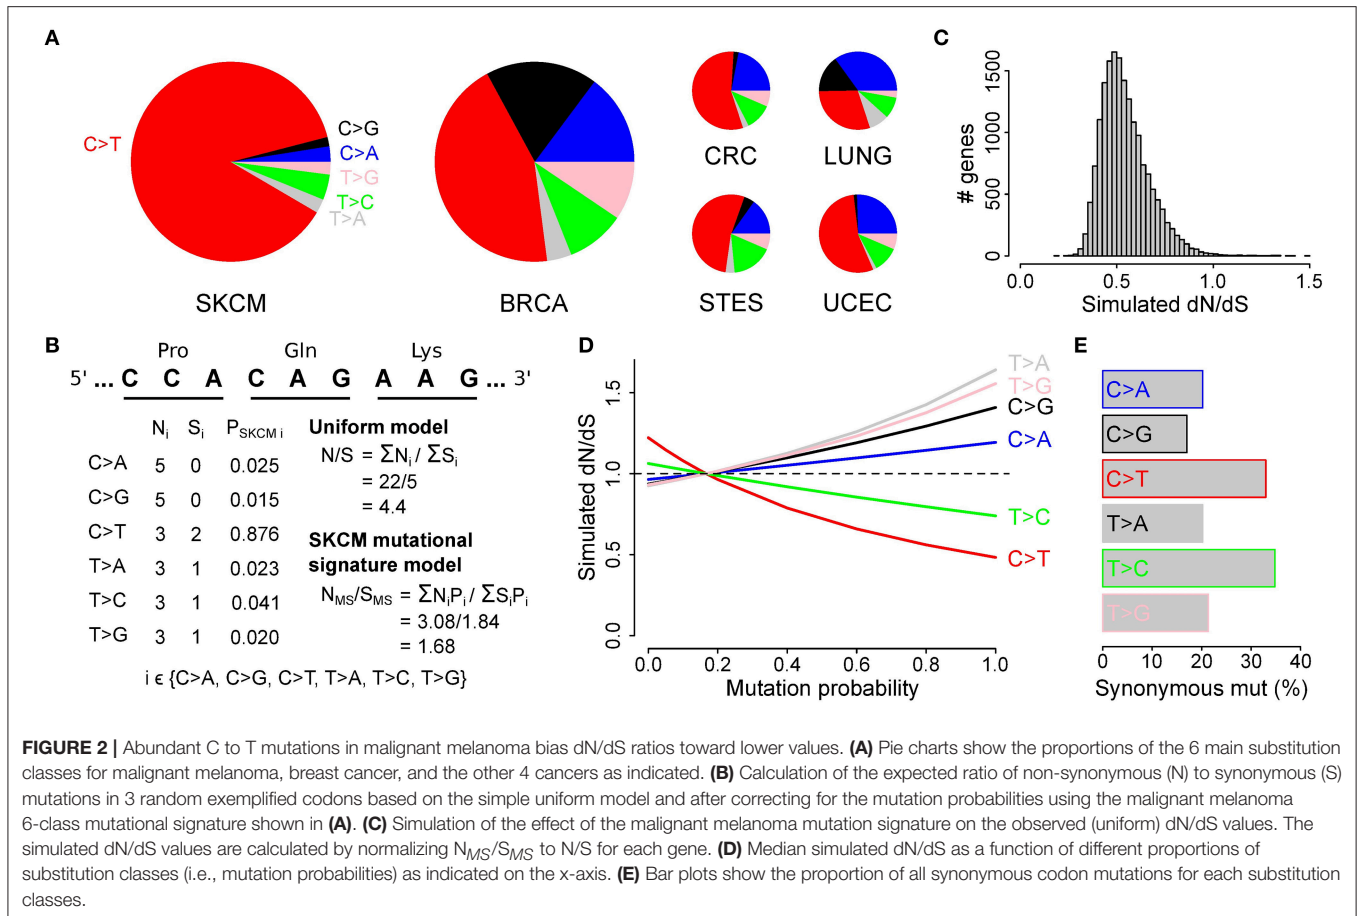 A
C>T
C>G
C>A
T>G
T>C
T>A
SKCM
BRCA
CRC
LUNG
STES
UCEC
C
# genes
0
500
1000
1500
0.0
0.5
1.0
1.5
Simulated dN/dS
B
Pro Gln Lys
5' ... C C A C A G A A G ... 3'
Ni Si PSKCM i
C>A 5 0 0.025
C>G 5 0 0.015
C>T 3 2 0.876
T>A 3 1 0.023
T>C 3 1 0.041
T>G 3 1 0.020
Uniform model
N/S = ΣNi / ΣSi
= 22/5
= 4.4
SKCM mutational
signature model
NMS/SMS = ΣNiPi / ΣSiPi
= 3.08/1.84
= 1.68
i ϵ {C>A, C>G, C>T, T>A, T>C, T>G}
D
Simulated dN/dS
0.0
0.5
1.0
1.5
T>A
T>G
C>G
C>A
T>C
C>T
0.0 0.2 0.4 0.6 0.8 1.0
Mutation probability
E
C>A
C>G
C>T
T>A
T>C
T>G
0 10 20 30 40
Synonymous mut (%)
FIGURE 2 | Abundant C to T mutations in malignant melanoma bias dN/dS ratios toward lower values. (A) Pie charts show the proportions of the 6 main substitution
classes for malignant melanoma, breast cancer, and the other 4 cancers as indicated. (B) Calculation of the expected ratio of non-synonymous (N) to synonymous (S)
mutations in 3 random exemplified codons based on the simple uniform model and after correcting for the mutation probabilities using the malignant melanoma
6-class mutational signature shown in (A). (C) Simulation of the effect of the malignant melanoma mutation signature on the observed (uniform) dN/dS values. The
simulated dN/dS values are calculated by normalizing NMS/SMS to N/S for each gene. (D) Median simulated dN/dS as a function of different proportions of
substitution classes (i.e., mutation probabilities) as indicated on the x-axis. (E) Bar plots show the proportion of all synonymous codon mutations for each substitution
classes.